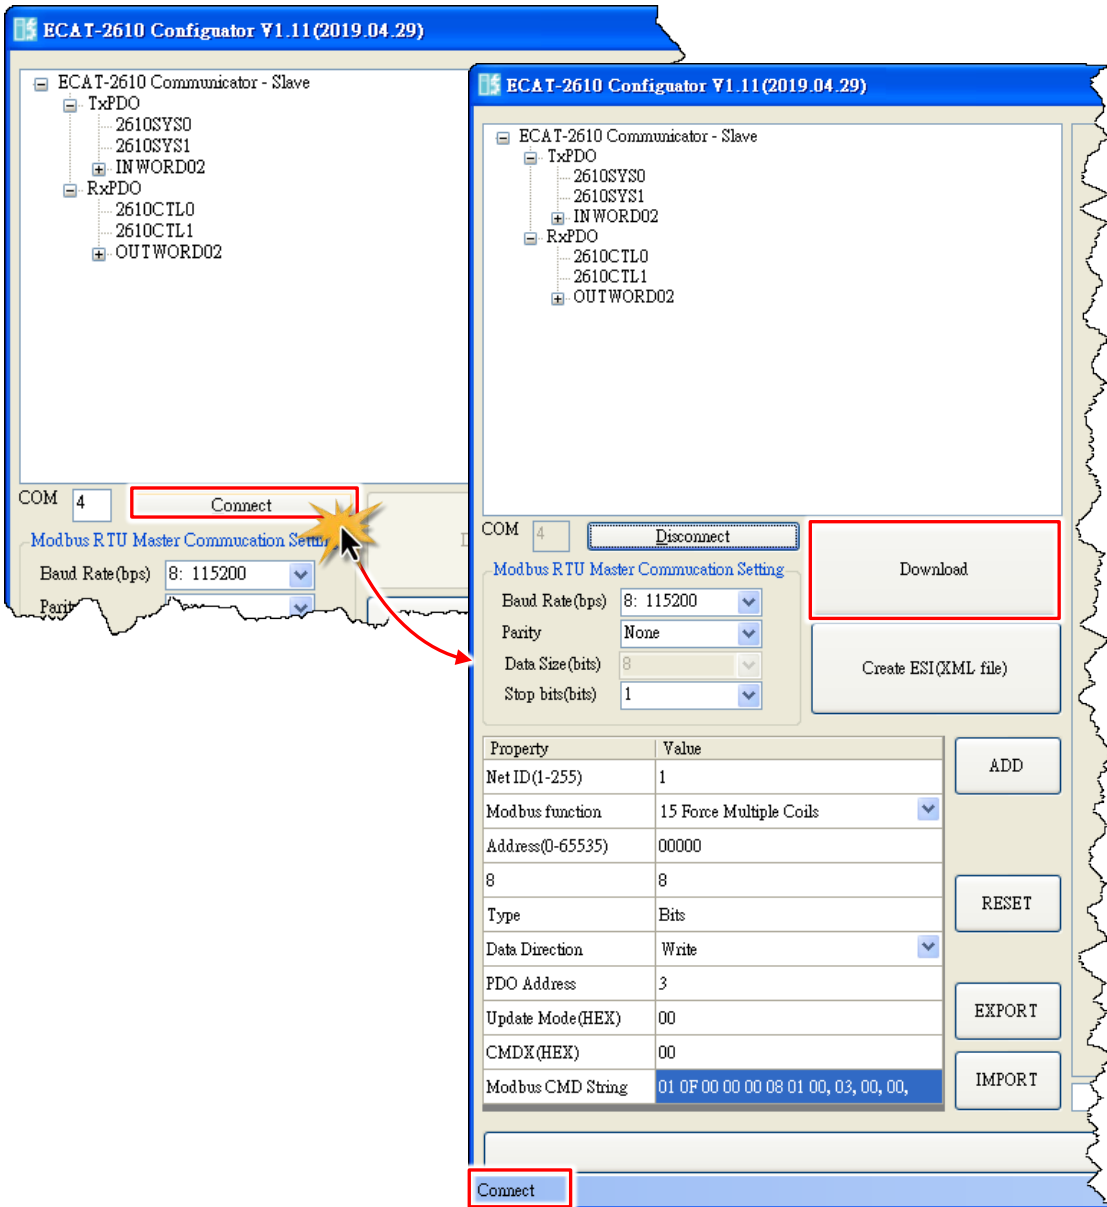 ECAT-2610 Configuator V1.11(2019.04.29)
ECAT-2610 Communicator - Slave
TxPDO
2610SYS0
2610SYS1
INWORD02
RxPDO
2610CTL0
2610CTL1
OUTWORD02
COM 4 Connect
Modbus RTU Master Commucation Settin
Baud Rate(bps) 8: 115200
ECAT-2610 Configuator V1.11(2019.04.29)
ECAT-2610 Communicator - Slave
TxPDO
2610SYS0
2610SYS1
INWORD02
RxPDO
2610CTL0
2610CTL1
OUTWORD02
COM 4 Disconnect
Download
Modbus RTU Master Commucation Setting
Baud Rate(bps) 8: 115200
Parity None
Data Size(bits) 8
Stop bits(bits) 1
Create ESI(XML file)
Property Value
Net ID(1-255) 1
Modbus function 15 Force Multiple Coils
Address(0-65535) 00000
8 8
Type Bits
Data Direction Write
PDO Address 3
Update Mode(HEX) 00
CMDX(HEX) 00
Modbus CMD String 01 0F 00 00 00 08 01 00, 03, 00, 00,
ADD
RESET
EXPORT
IMPORT
Connect